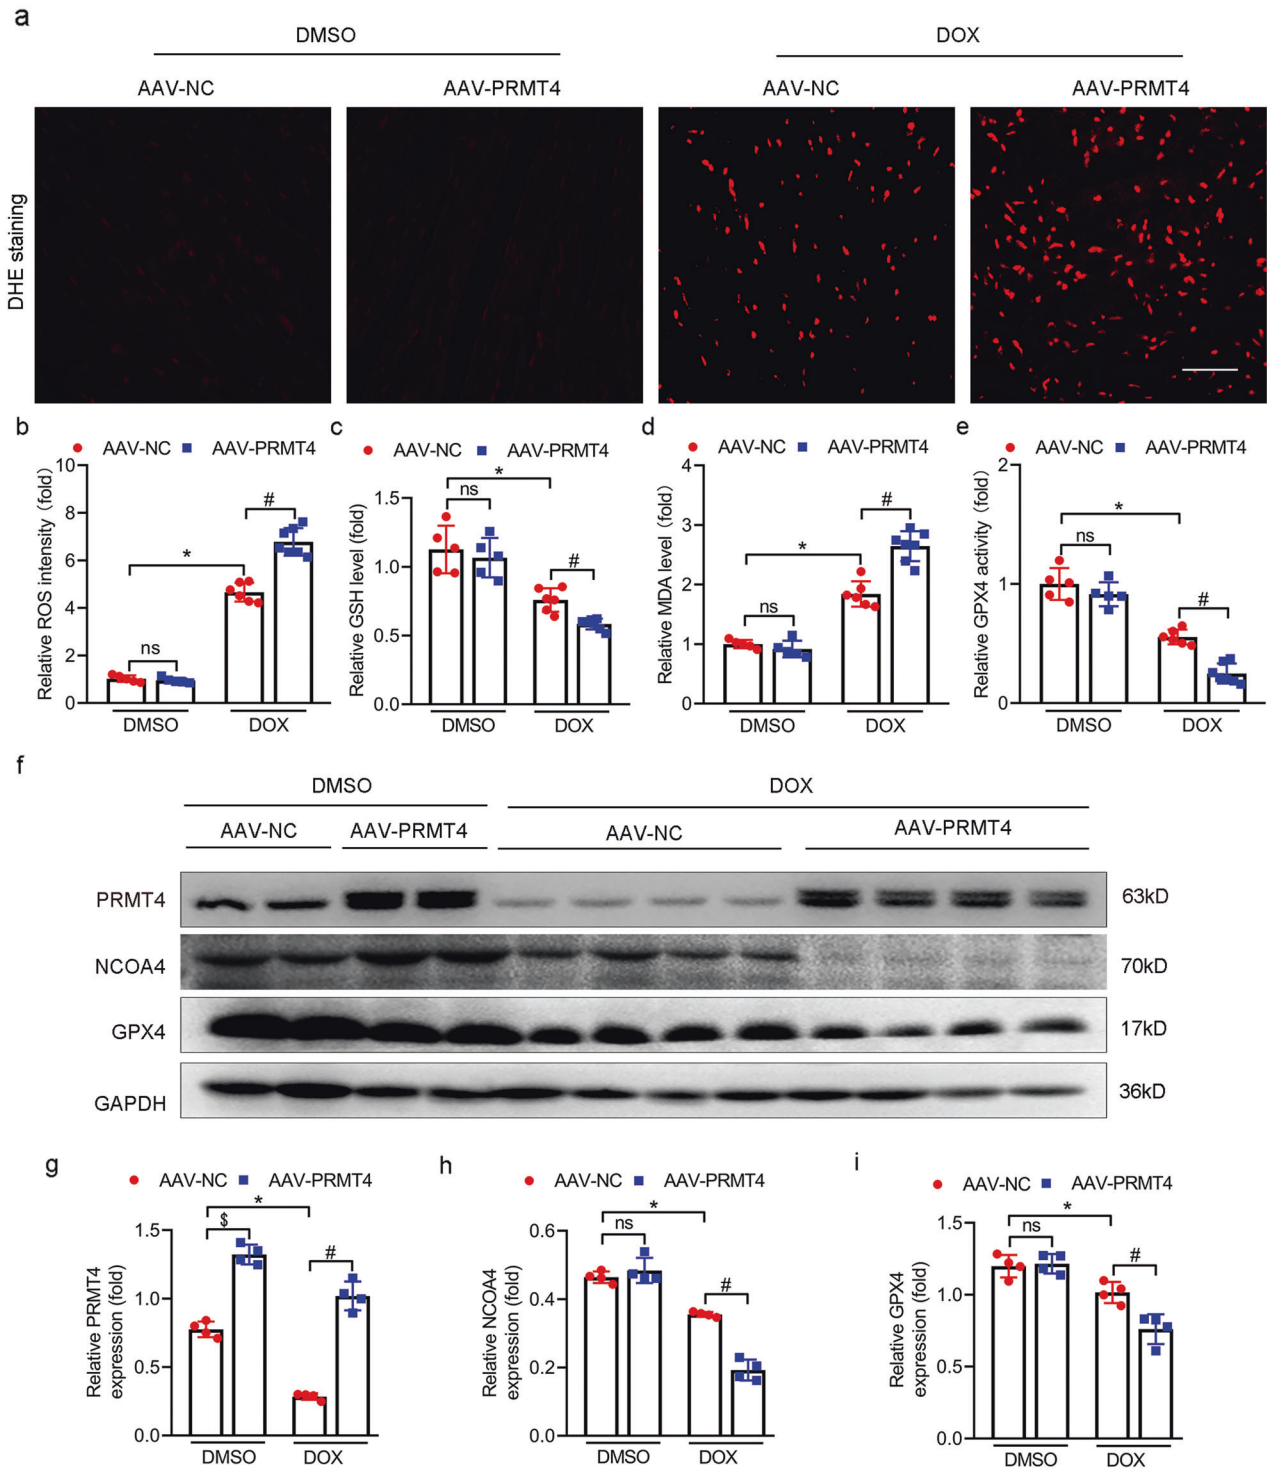 a
DMSO
DOX
AAV-NC
AAV-PRMT4
AAV-NC
AAV-PRMT4
DHE staining
b
AAV-NC
AAV-PRMT4
Relative ROS intensity (fold)
10
8
6
4
2
0
ns
*
#
DMSO
DOX
c
AAV-NC
AAV-PRMT4
Relative GSH level (fold)
1.5
1.0
0.5
0.0
ns
*
#
DMSO
DOX
d
AAV-NC
AAV-PRMT4
Relative MDA level (fold)
4
3
2
1
0
ns
*
#
DMSO
DOX
e
AAV-NC
AAV-PRMT4
Relative GPX4 activity (fold)
2
1
0
ns
*
#
DMSO
DOX
f
DMSO
DOX
AAV-NC
AAV-PRMT4
AAV-NC
AAV-PRMT4
PRMT4
63kD
NCOA4
70kD
GPX4
17kD
GAPDH
36kD
g
AAV-NC
AAV-PRMT4
Relative PRMT4
expression (fold)
1.5
1.0
0.5
0.0
$
*
#
DMSO
DOX
h
AAV-NC
AAV-PRMT4
Relative NCOA4
expression (fold)
0.6
0.4
0.2
0.0
ns
*
#
DMSO
DOX
i
AAV-NC
AAV-PRMT4
Relative GPX4
expression (fold)
1.5
1.0
0.5
0.0
ns
*
#
DMSO
DOX